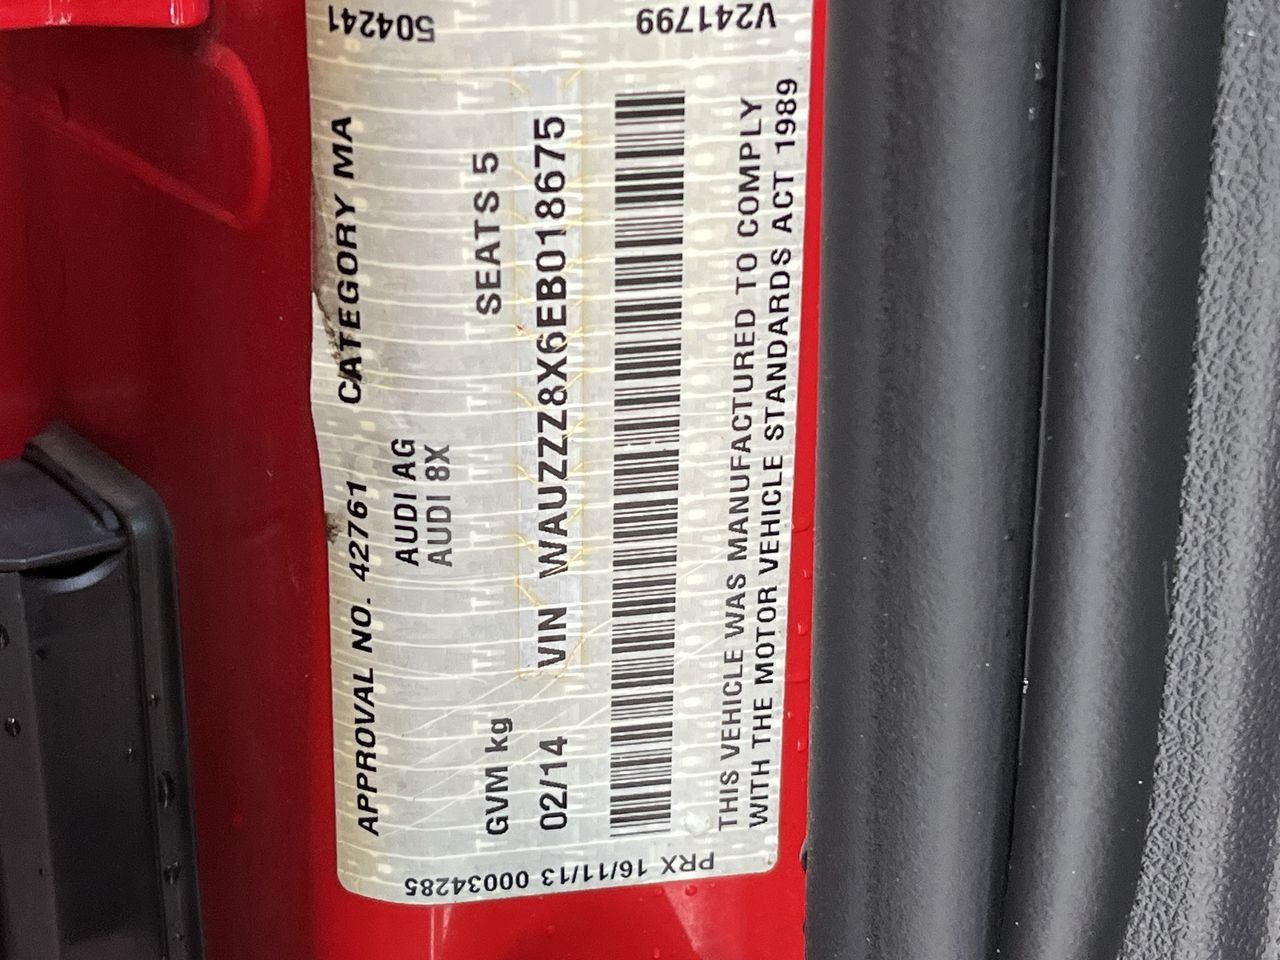 APPROVAL NO. 42761 CATEGORY MA
AUDI AG
AUDI 8X
GVM kg SEATS 5
02/14 VIN WAUZZZ8X6EB018675
THIS VEHICLE WAS MANUFACTURED TO COMPLY
WITH THE MOTOR VEHICLE STANDARDS ACT 1989
PRX 16/11/13 00034285
V241799
504241